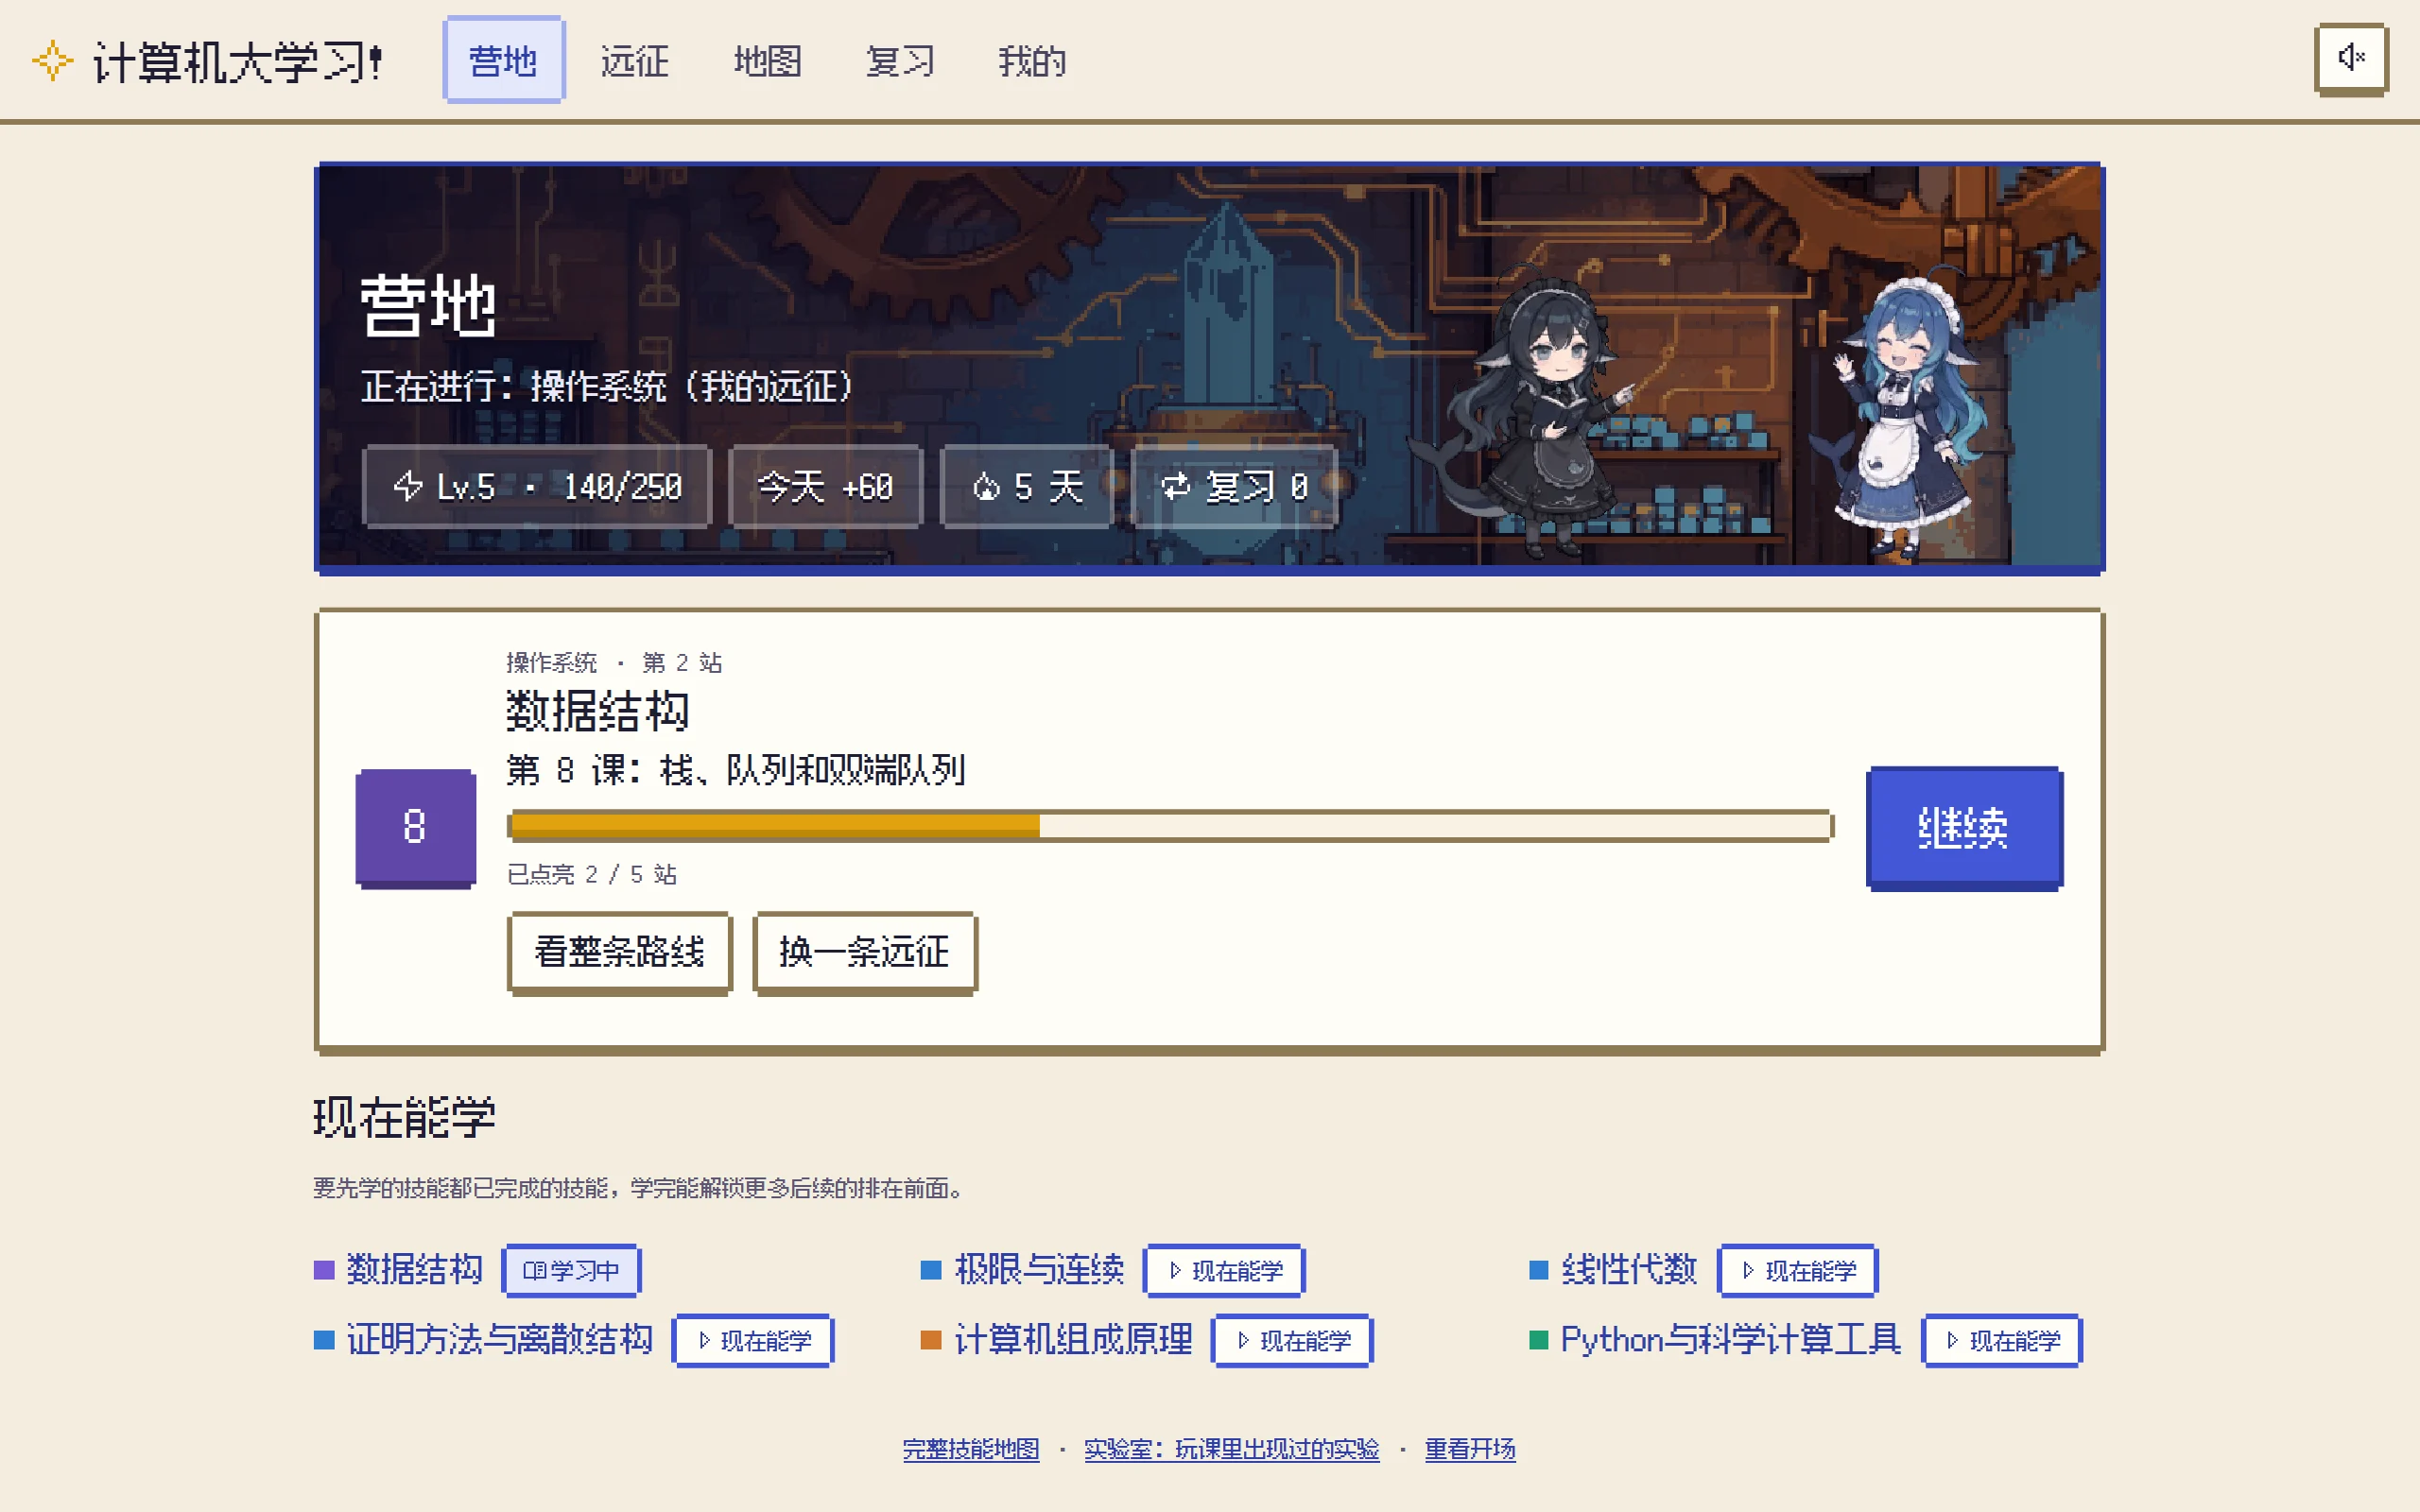 计算机大学习! 营地 远征 地图 复习 我的
营地
正在进行：操作系统（我的远征）
Lv.5 · 140/250 今天 +60 5 天 复习 0
操作系统 · 第 2 站
数据结构
第 8 课：栈、队列和双端队列
8
继续
已点亮 2 / 5 站
看整条路线 换一条远征
现在能学
要先学的技能都已完成的技能，学完能解锁更多后续的排在前面。
数据结构 学习中 极限与连续 现在能学 线性代数 现在能学
证明方法与离散结构 现在能学 计算机组成原理 现在能学 Python与科学计算工具 现在能学
完整技能地图 · 实验室：玩课里出现过的实验 · 重看开场